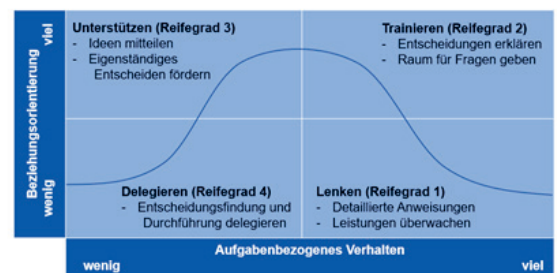 Beziehungsorientierung
viel
wenig
Unterstützen (Reifegrad 3)
- Ideen mitteilen
- Eigenständiges
Entscheiden fördern
Trainieren (Reifegrad 2)
- Entscheidungen erklären
- Raum für Fragen geben
Delegieren (Reifegrad 4)
- Entscheidungsfindung und
Durchführung delegieren
Lenken (Reifegrad 1)
- Detaillierte Anweisungen
- Leistungen überwachen
Aufgabenbezogenes Verhalten
wenig
viel